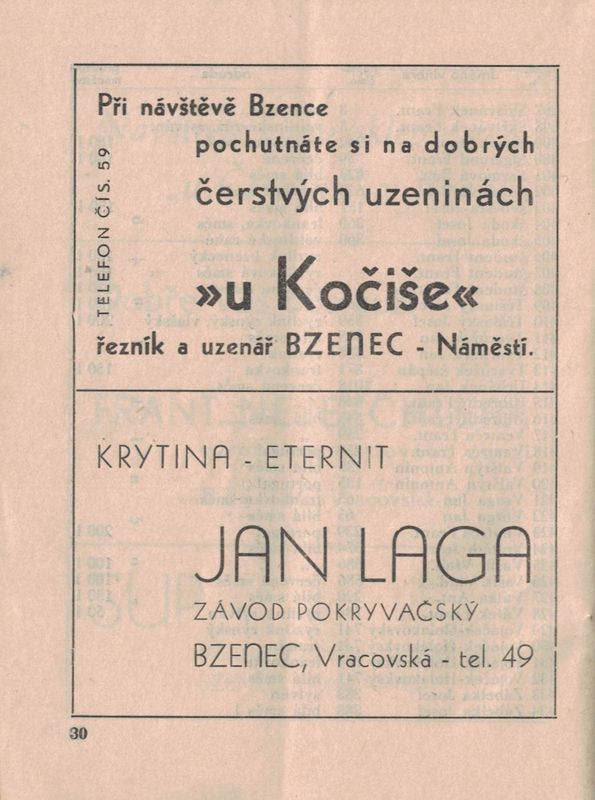 Při návštěvě Bzence
pochutnáte si na dobrých
čerstvých uzeninách
TELEFON ČÍS. 59
»u Kočiše«
řezník a uzenář BZENEC - Náměstí.
KRYTINA - ETERNIT
JAN LAGA
ZÁVOD POKRYVAČSKÝ
BZENEC, Vracovská - tel. 49
30